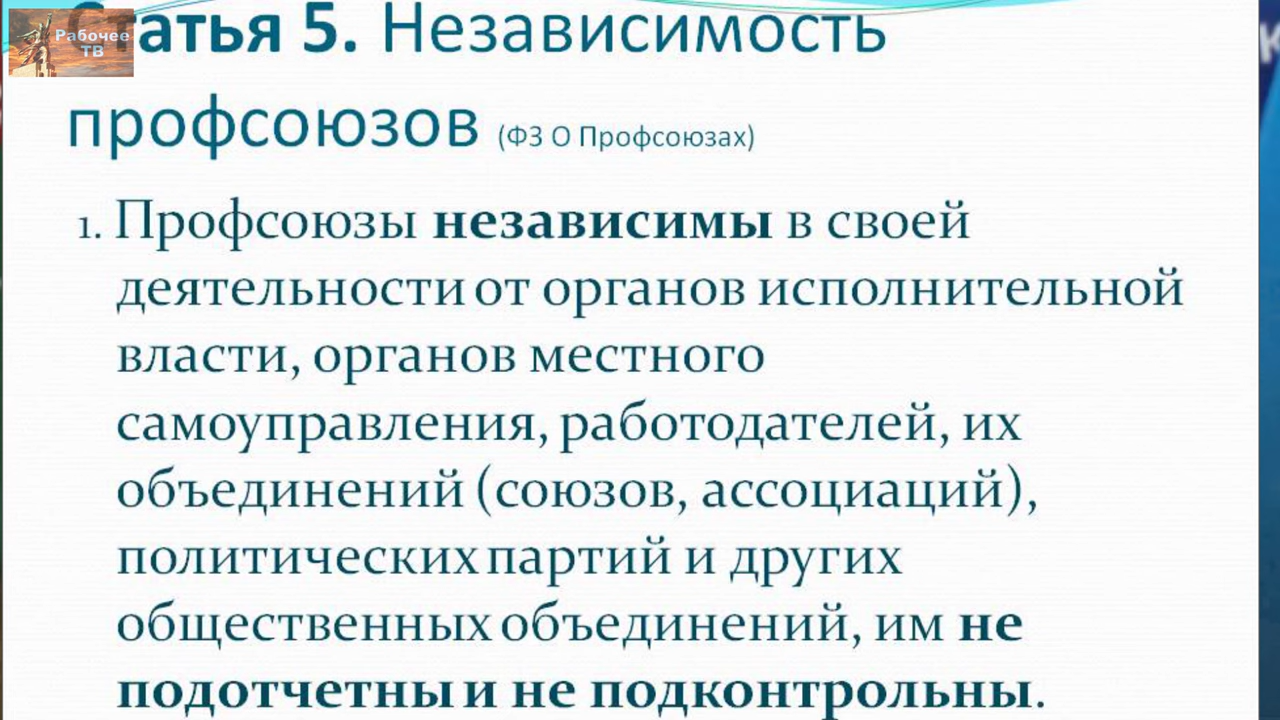 Рабочее
ТВ
Статья 5. Независимость
профсоюзов (ФЗ О Профсоюзах)
1. Профсоюзы независимы в своей
деятельности от органов исполнительной
власти, органов местного
самоуправления, работодателей, их
объединений (союзов, ассоциаций),
политических партий и других
общественных объединений, им не
подотчетны и не подконтрольны.